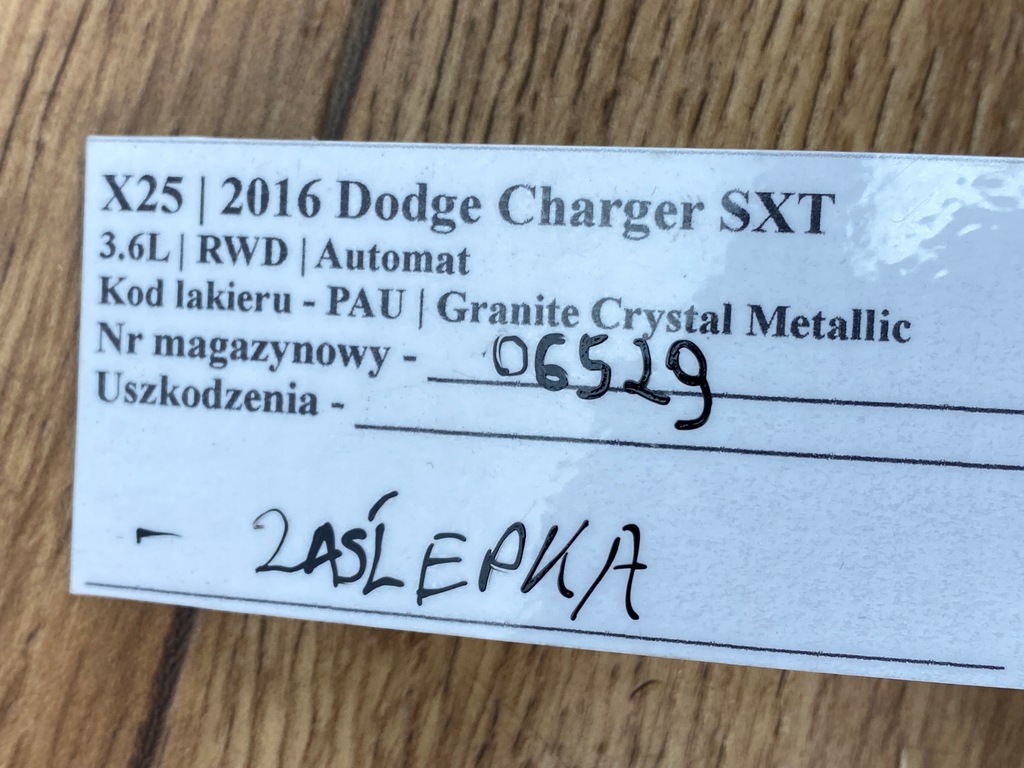 X25 | 2016 Dodge Charger SXT
3.6L | RWD | Automat
Kod lakieru - PAU | Granite Crystal Metallic
Nr magazynowy - 06529
Uszkodzenia -
- ZAŚLEPKA